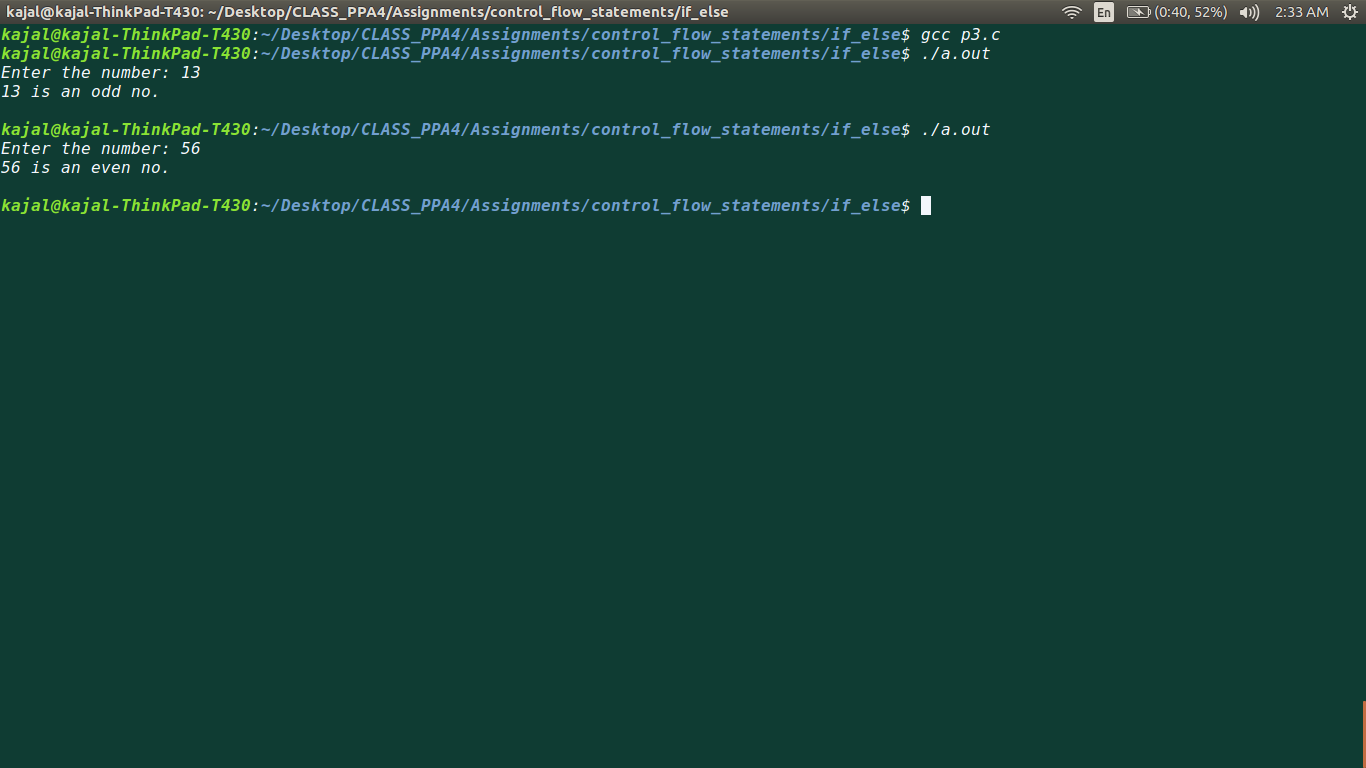 kajal@kajal-ThinkPad-T430: ~/Desktop/CLASS_PPA4/Assignments/control_flow_statements/if_else En (0:40, 52%) 2:33 AM
kajal@kajal-ThinkPad-T430:~/Desktop/CLASS_PPA4/Assignments/control_flow_statements/if_else$ gcc p3.c
kajal@kajal-ThinkPad-T430:~/Desktop/CLASS_PPA4/Assignments/control_flow_statements/if_else$ ./a.out
Enter the number: 13
13 is an odd no.
kajal@kajal-ThinkPad-T430:~/Desktop/CLASS_PPA4/Assignments/control_flow_statements/if_else$ ./a.out
Enter the number: 56
56 is an even no.
kajal@kajal-ThinkPad-T430:~/Desktop/CLASS_PPA4/Assignments/control_flow_statements/if_else$